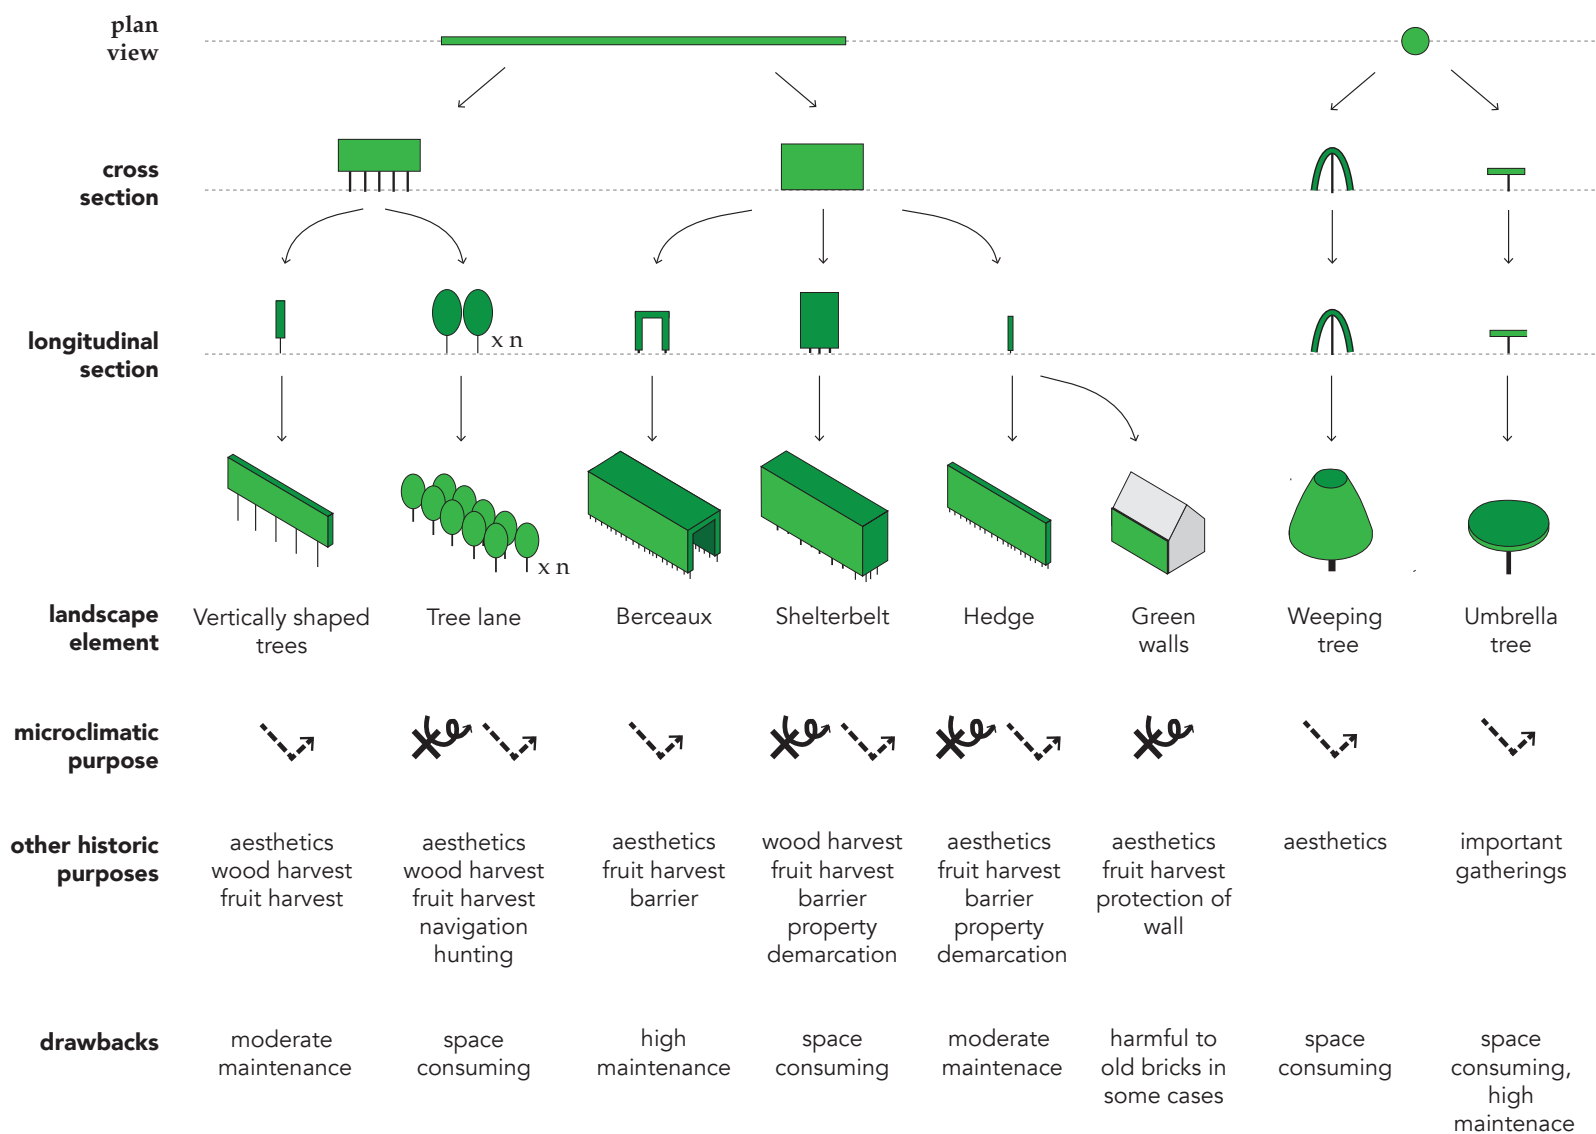 plan
view
cross
section
longitudinal
section
x n
x n
landscape
element
Vertically shaped
trees
Tree lane
Berceaux
Shelterbelt
Hedge
Green
walls
Weeping
tree
Umbrella
tree
microclimatic
purpose
other historic
purposes
aesthetics
wood harvest
fruit harvest
aesthetics
wood harvest
fruit harvest
navigation
hunting
aesthetics
fruit harvest
barrier
wood harvest
fruit harvest
barrier
property
demarcation
aesthetics
fruit harvest
barrier
property
demarcation
aesthetics
fruit harvest
protection of
wall
aesthetics
important
gatherings
drawbacks
moderate
maintenance
space
consuming
high
maintenance
space
consuming
moderate
maintenace
harmful to
old bricks in
some cases
space
consuming
space
consuming,
high
maintenace